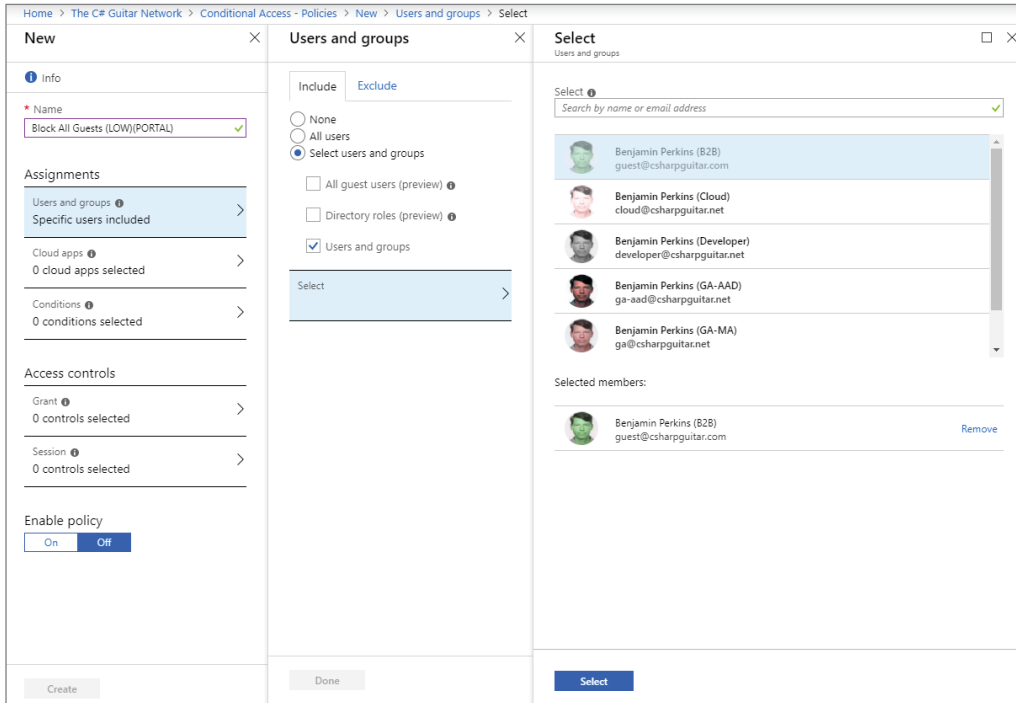 Home > The C# Guitar Network > Conditional Access - Policies > New > Users and groups > Select
New
Info
* Name
Block All Guests (LOW)(PORTAL)
Assignments
Users and groups
Specific users included
Cloud apps
0 cloud apps selected
Conditions
0 conditions selected
Access controls
Grant
0 controls selected
Session
0 controls selected
Enable policy
On Off
Create
Users and groups
Include Exclude
None
All users
Select users and groups
All guest users (preview)
Directory roles (preview)
Users and groups
Select
Done
Select
Users and groups
Select
Search by name or email address
Benjamin Perkins (B2B)
guest@csharpguitar.com
Benjamin Perkins (Cloud)
cloud@csharpguitar.net
Benjamin Perkins (Developer)
developer@csharpguitar.net
Benjamin Perkins (GA-AAD)
ga-aad@csharpguitar.net
Benjamin Perkins (GA-MA)
ga@csharpguitar.net
Selected members:
Benjamin Perkins (B2B)
guest@csharpguitar.com
Remove
Select